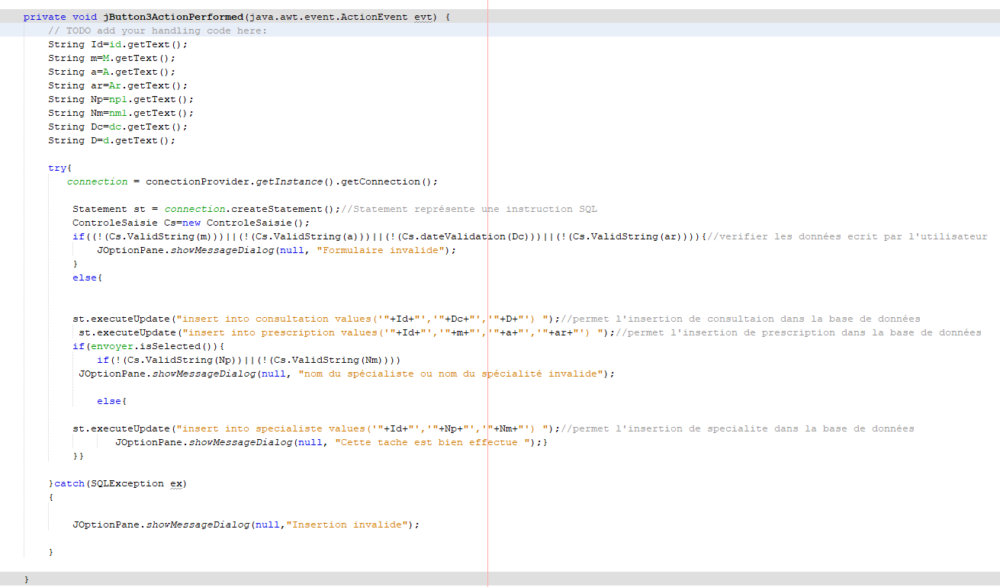 private void jButton3ActionPerformed(java.awt.event.ActionEvent evt) {
// TODO add your handling code here:
String Id=id.getText();
String m=M.getText();
String a=A.getText();
String ar=Ar.getText();
String Np=np1.getText();
String Nm=nm1.getText();
String Dc=dc.getText();
String D=d.getText();
try{
connection = conectionProvider.getInstance().getConnection();
Statement st = connection.createStatement();//Statement représente une instruction SQL
ControleSaisie Cs=new ControleSaisie();
if((!(Cs.ValidString(m)))||(!(Cs.ValidString(a)))||(!(Cs.dateValidation(Dc)))||(!(Cs.ValidString(ar)))){//verifier les données ecrit par l'utilisateur
JOptionPane.showMessageDialog(null, "Formulaire invalide");
}
else{
st.executeUpdate("insert into consultation values('"+Id+"','"+Dc+"','"+D+"') ");//permet l'insertion de consultaion dans la base de données
st.executeUpdate("insert into prescription values('"+Id+"','"+m+"','"+a+"','"+ar+"') ");//permet l'insertion de prescription dans la base de données
if(envoyer.isSelected()){
if(!(Cs.ValidString(Np))||(!(Cs.ValidString(Nm))))
JOptionPane.showMessageDialog(null, "nom du spécialiste ou nom du spécialité invalide");
else{
st.executeUpdate("insert into specialiste values('"+Id+"','"+Np+"','"+Nm+"') ");//permet l'insertion de specialite dans la base de données
JOptionPane.showMessageDialog(null, "Cette tache est bien effectue ");}
}}
}catch(SQLException ex)
{
JOptionPane.showMessageDialog(null,"Insertion invalide");
}
}